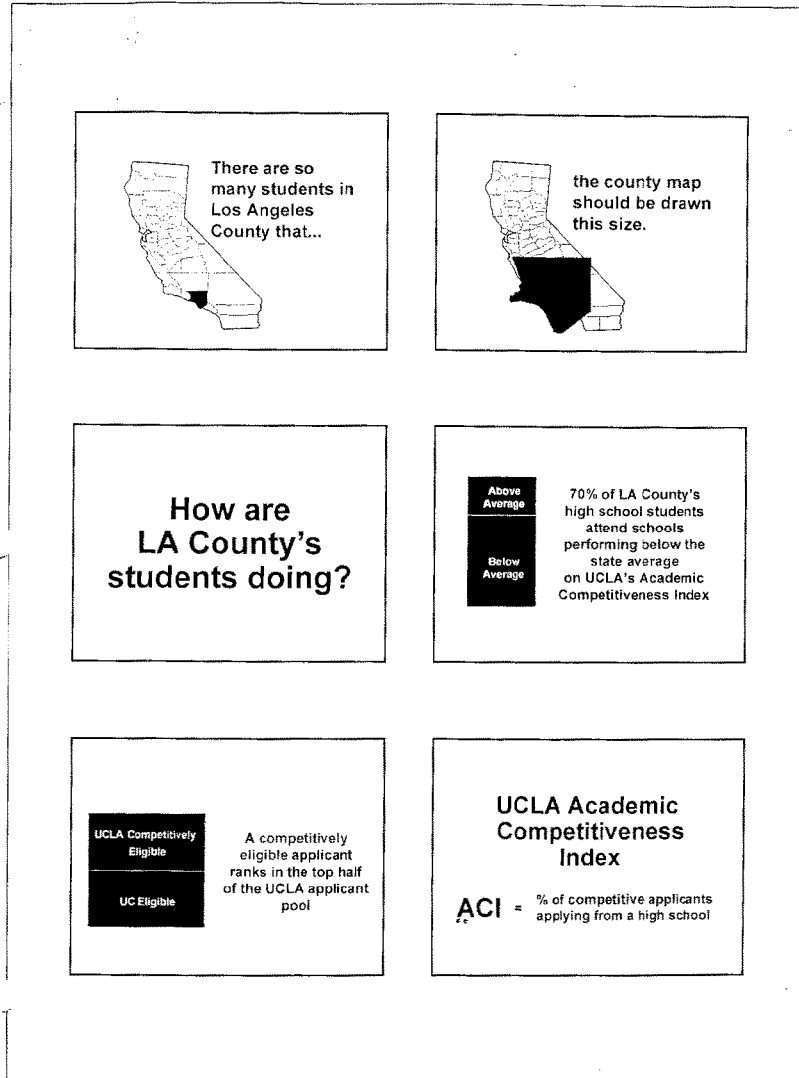 There are so
many students in
Los Angeles
County that...
the county map
should be drawn
this size.
How are
LA County's
students doing?
Above
Average
Below
Average
70% of LA County's
high school students
attend schools
performing below the
state average
on UCLA's Academic
Competitiveness Index
UCLA Competitively
Eligible
UC Eligible
A competitively
eligible applicant
ranks in the top half
of the UCLA applicant
pool
UCLA Academic
Competitiveness
Index
ACI = % of competitive applicants
applying from a high school